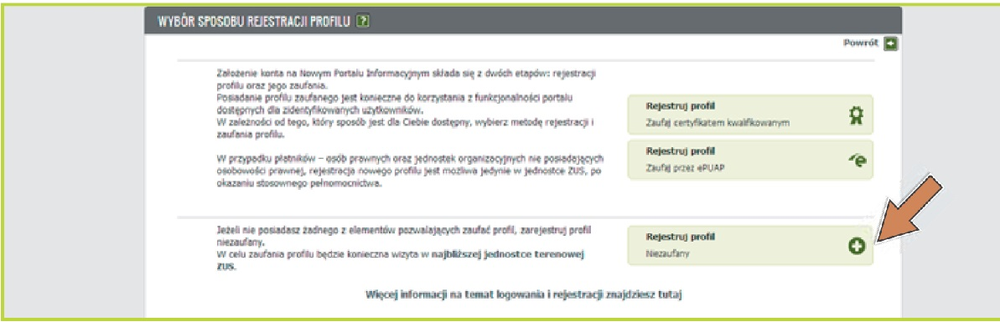 WYBÓR SPOSOBU REJESTRACJI PROFILU ?
Powrót
Założenie konta na Nowym Portalu Informacyjnym składa się z dwóch etapów: rejestracji
profilu oraz jego zaufania.
Posiadanie profilu zaufanego jest konieczne do korzystania z funkcjonalności portalu
dostępnych dla zidentyfikowanych użytkowników.
W zależności od tego, który sposób jest dla Ciebie dostępny, wybierz metodę rejestracji i
zaufania profilu.
Rejestruj profil
Zaufaj certyfikatem kwalifikowanym
W przypadku płatników – osób prawnych oraz jednostek organizacyjnych nie posiadających
osobowości prawnej, rejestracja nowego profilu jest możliwa jedynie w jednostce ZUS, po
okazaniu stosownego pełnomocnictwa.
Rejestruj profil
Zaufaj przez ePUAP
Jeżeli nie posiadasz żadnego z elementów pozwalających zaufać profil, zarejestruj profil
niezaufany.
W celu zaufania profilu będzie konieczna wizyta w najbliższej jednostce terenowej
ZUS.
Rejestruj profil
Niezaufany
Więcej informacji na temat logowania i rejestracji znajdziesz tutaj